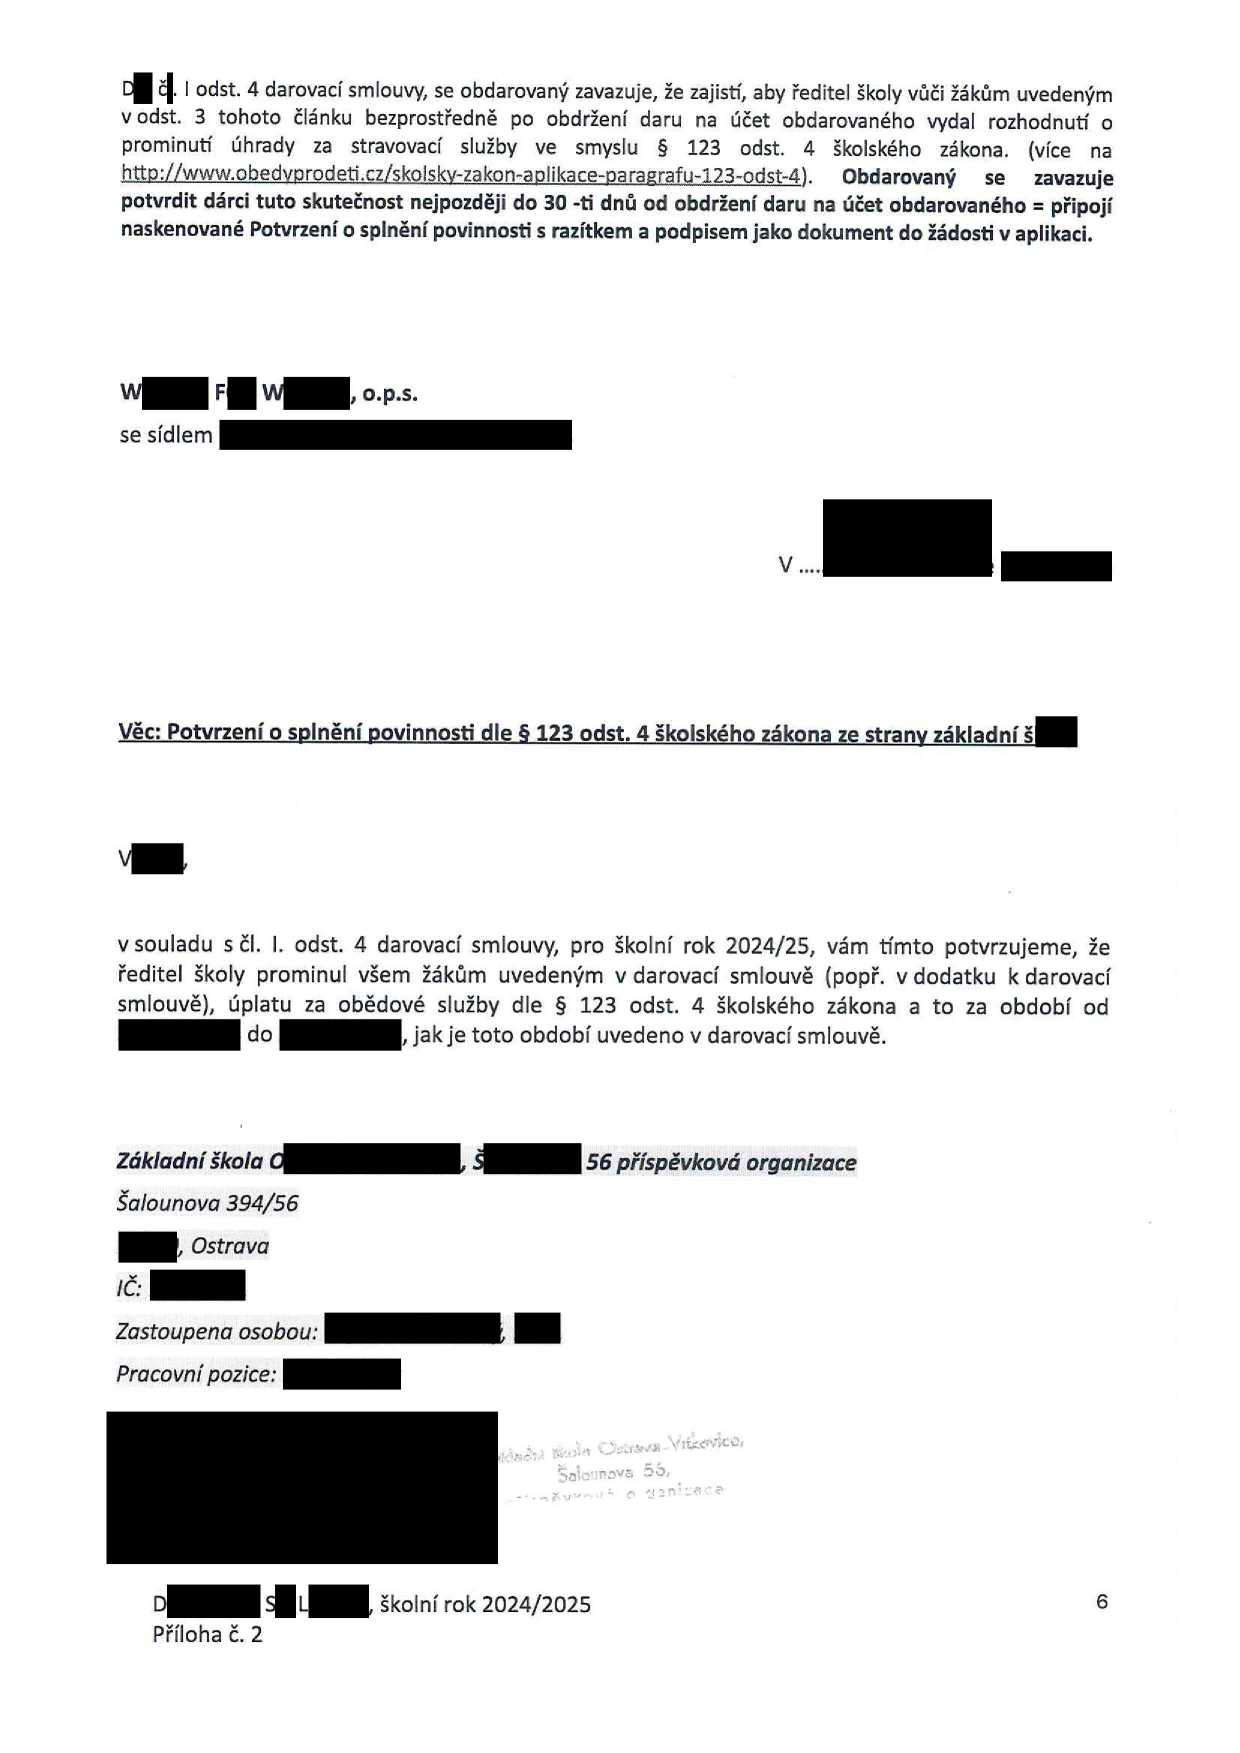 D č. I odst. 4 darovací smlouvy, se obdarovaný zavazuje, že zajistí, aby ředitel školy vůči žákům uvedeným
v odst. 3 tohoto článku bezprostředně po obdržení daru na účet obdarovaného vydal rozhodnutí o
prominutí úhrady za stravovací služby ve smyslu § 123 odst. 4 školského zákona. (více na
http://www.obedyprodeti.cz/skolsky-zakon-aplikace-paragrafu-123-odst-4). Obdarovaný se zavazuje
potvrdit dárci tuto skutečnost nejpozději do 30 -ti dnů od obdržení daru na účet obdarovaného = připojí
naskenované Potvrzení o splnění povinnosti s razítkem a podpisem jako dokument do žádosti v aplikaci.
W F W , o.p.s.
se sídlem
V .....
Věc: Potvrzení o splnění povinnosti dle § 123 odst. 4 školského zákona ze strany základní š
V ,
v souladu s čl. I. odst. 4 darovací smlouvy, pro školní rok 2024/25, vám tímto potvrzujeme, že
ředitel školy prominul všem žákům uvedeným v darovací smlouvě (popř. v dodatku k darovací
smlouvě), úplatu za obědové služby dle § 123 odst. 4 školského zákona a to za období od
do , jak je toto období uvedeno v darovací smlouvě.
Základní škola O , Š 56 příspěvková organizace
Šalounova 394/56
, Ostrava
IČ:
Zastoupena osobou: ,
Pracovní pozice:
škola Ostrava-Vítkovice,
Šalounova 56,
D S L , školní rok 2024/2025
6
Příloha č. 2